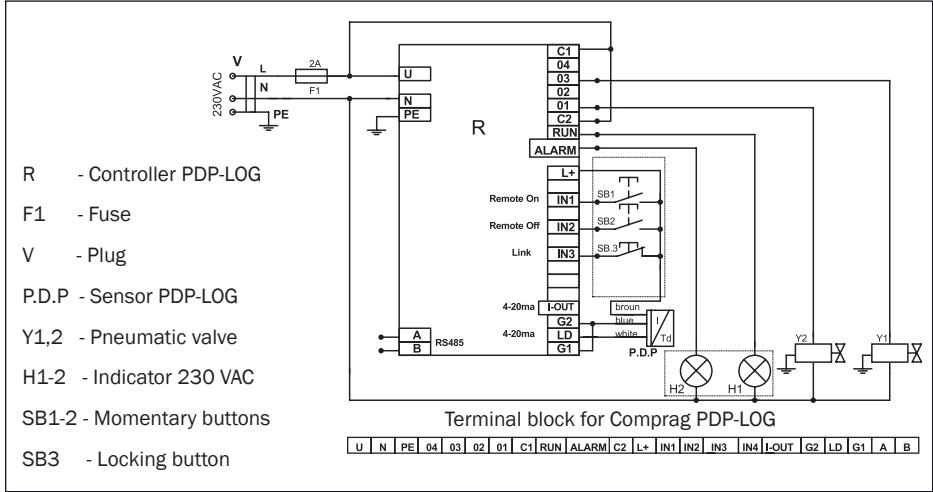 V
L
2A
N
F1
230VAC
PE
U
N
PE
R
C1
04
03
02
01
C2
RUN
ALARM
L+
Remote On IN1 SB1
Remote Off IN2 SB2
Link IN3 SB.3
4-20ma I-OUT broun
G2 blue I
4-20ma LD white Td
G1 P.D.P
A RS485
B
Y2
Y1
H2
H1
R - Controller PDP-LOG
F1 - Fuse
V - Plug
P.D.P - Sensor PDP-LOG
Y1,2 - Pneumatic valve
H1-2 - Indicator 230 VAC
SB1-2 - Momentary buttons
SB3 - Locking button
Terminal block for Comprag PDP-LOG
U N PE 04 03 02 01 C1 RUN ALARM C2 L+ IN1 IN2 IN3 IN4 I-OUT G2 LD G1 A B